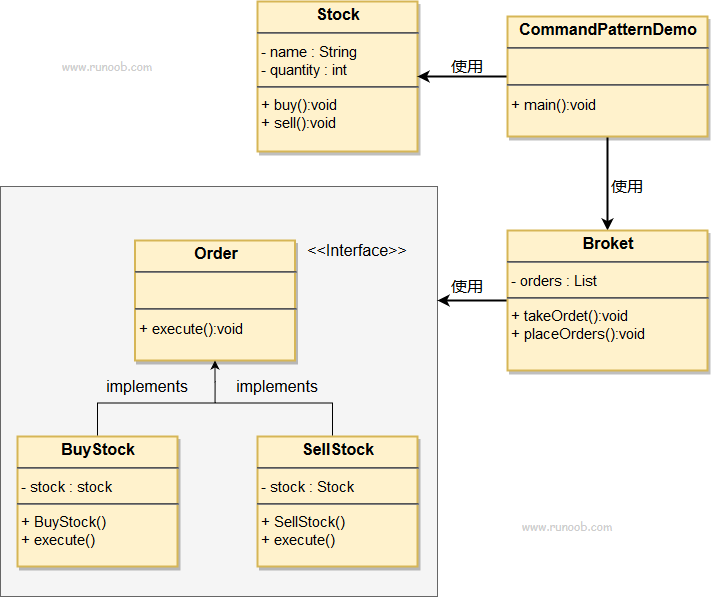 Stock
- name : String
- quantity : int
+ buy():void
+ sell():void
www.runoob.com
使用
CommandPatternDemo
+ main():void
使用
Broket
- orders : List
+ takeOrdet():void
+ placeOrders():void
使用
Order
<<Interface>>
+ execute():void
implements
implements
BuyStock
- stock : stock
+ BuyStock()
+ execute()
SellStock
- stock : Stock
+ SellStock()
+ execute()
www.runoob.com